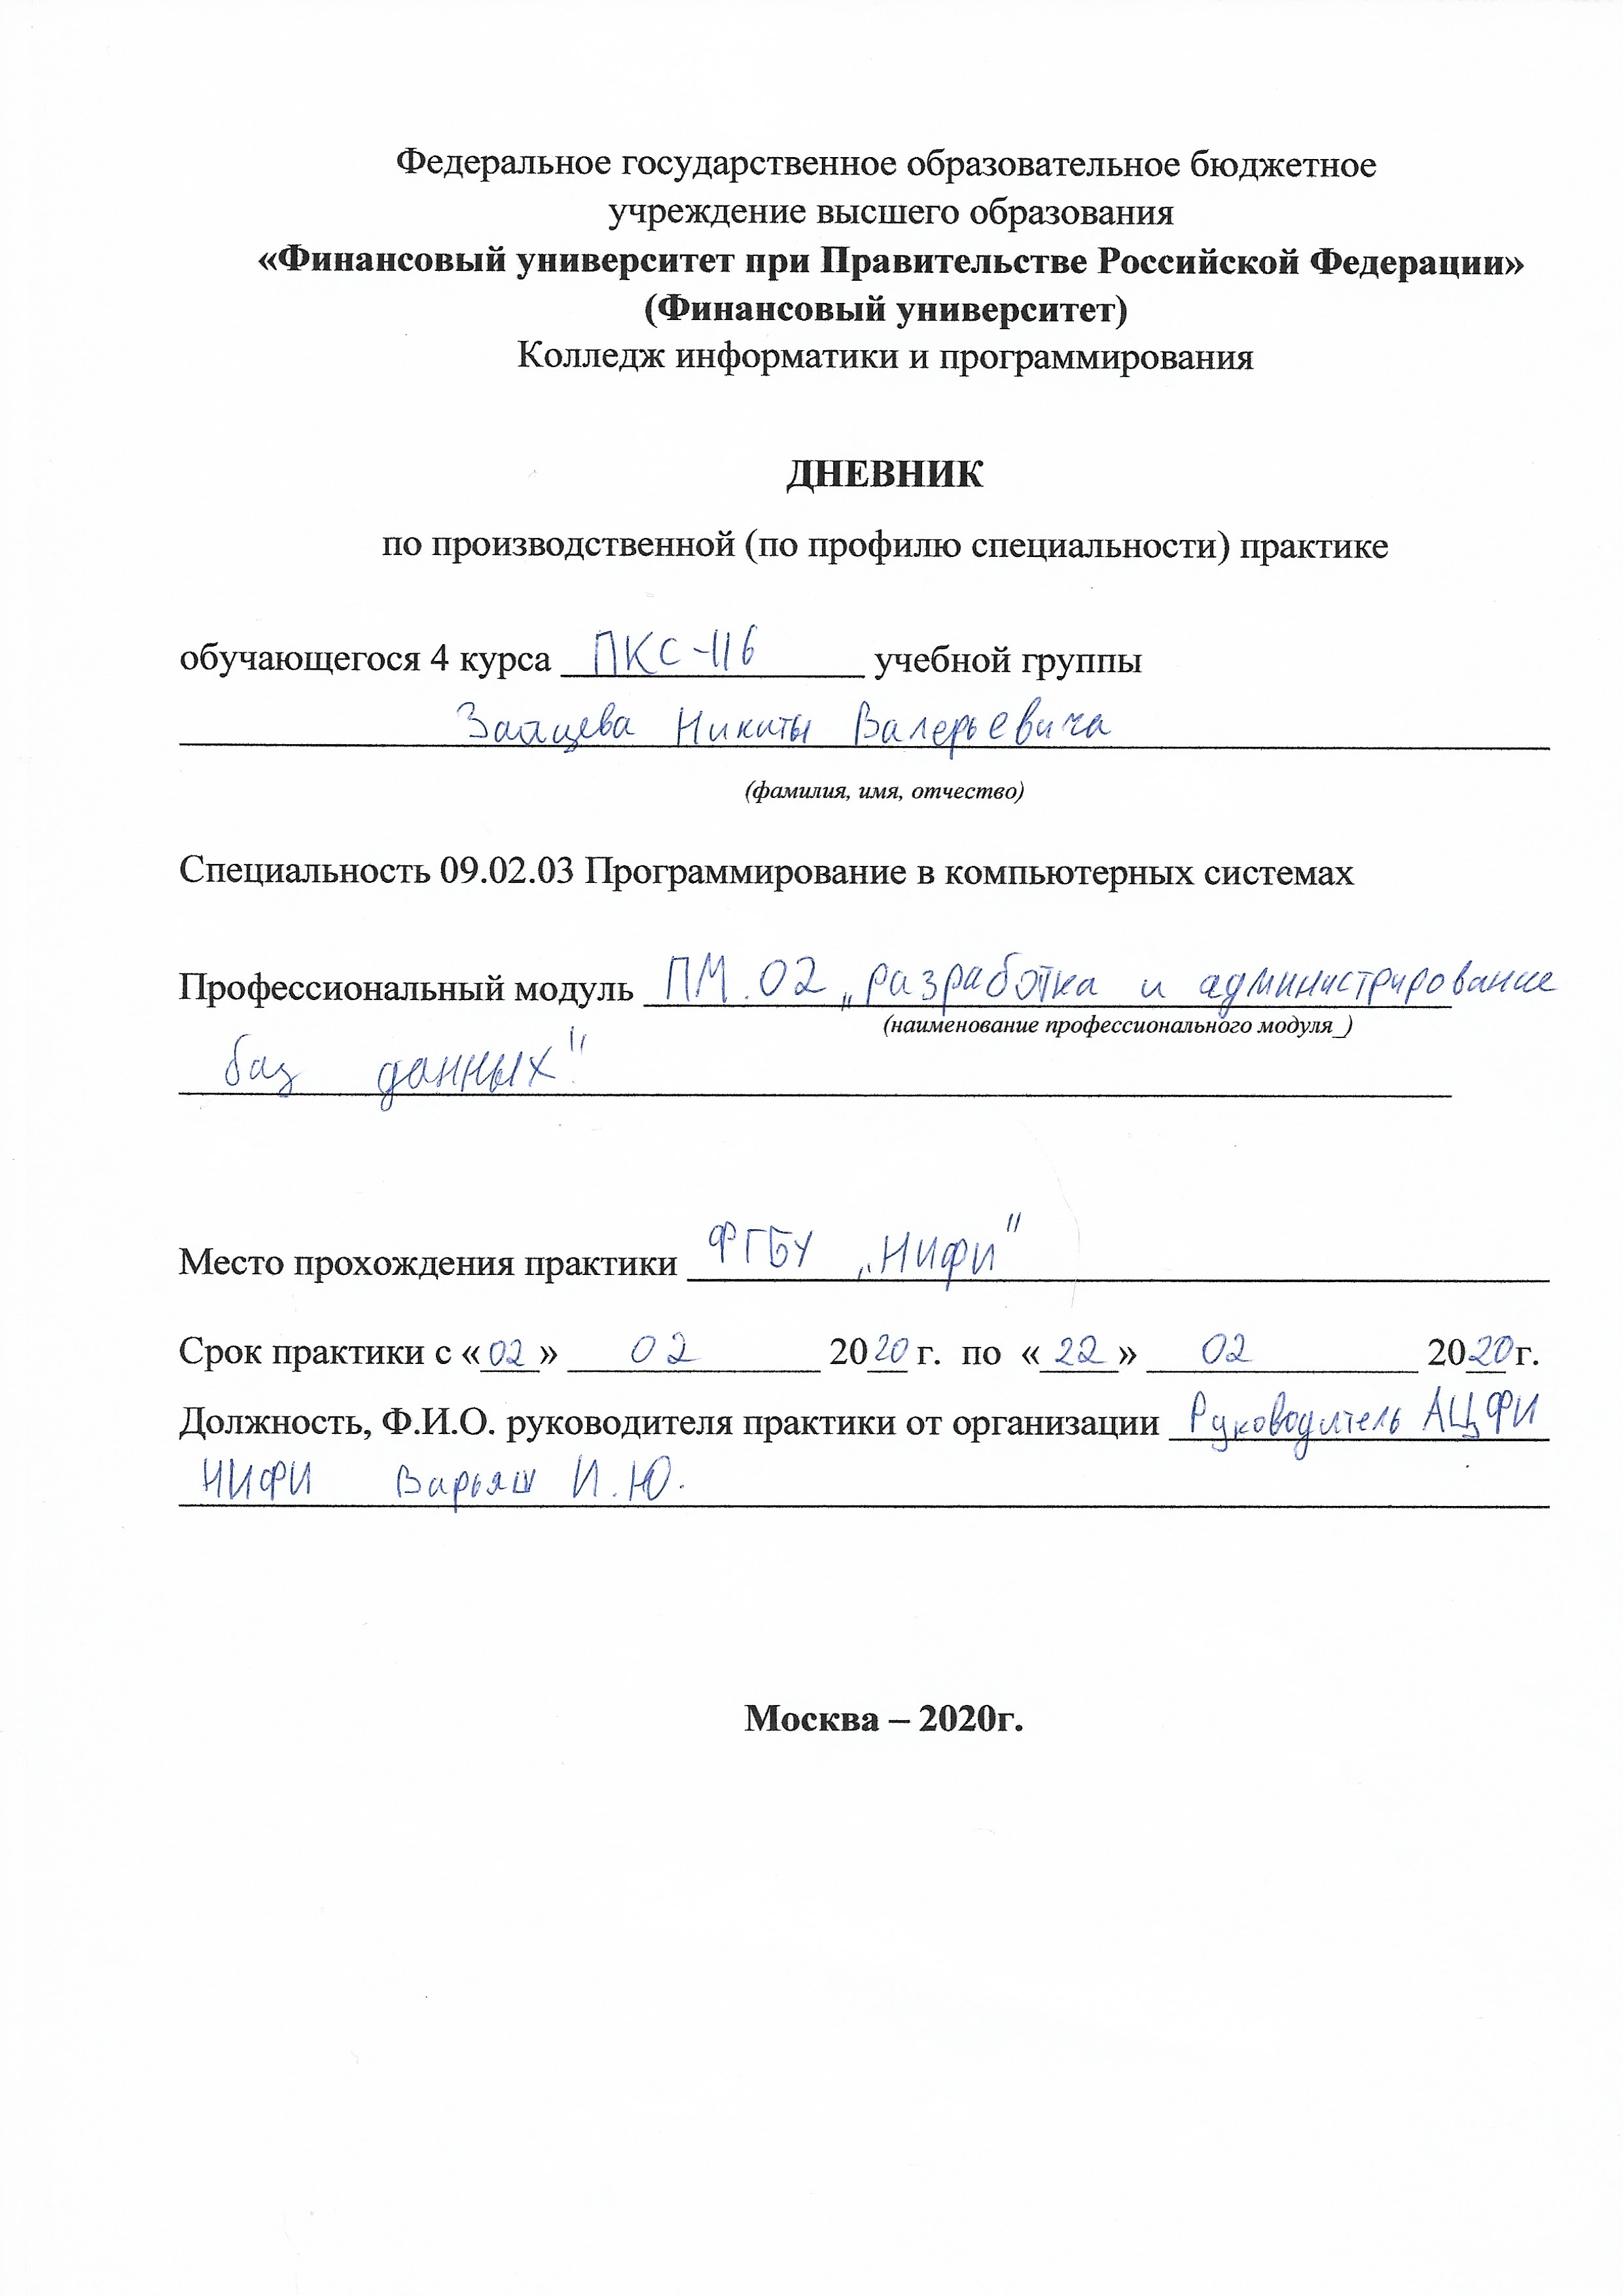 Федеральное государственное образовательное бюджетное
учреждение высшего образования
«Финансовый университет при Правительстве Российской Федерации»
(Финансовый университет)
Колледж информатики и программирования
ДНЕВНИК
по производственной (по профилю специальности) практике
обучающегося 4 курса ПКС-116 учебной группы
Зайцева Никиты Валерьевича
(фамилия, имя, отчество)
Специальность 09.02.03 Программирование в компьютерных системах
Профессиональный модуль ПМ.02 „разработка и администрирование
(наименование профессионального модуля_)
баз данных"
Место прохождения практики ФГБУ „НИФИ"
Срок практики с «02» 02 2020 г. по «22» 02 2020г.
Должность, Ф.И.О. руководителя практики от организации Руководитель АЦФИ
НИФИ Варьяш И.Ю.
Москва – 2020г.